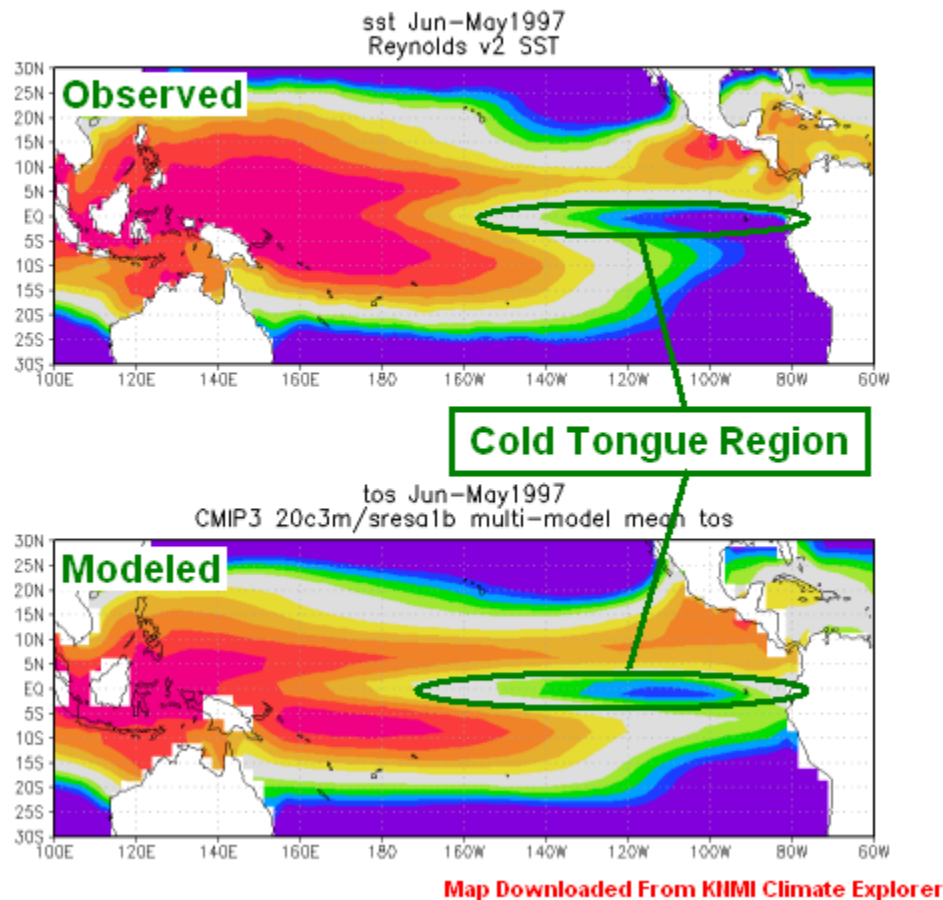 sst Jun-May1997
Reynolds v2 SST
30N
Observed
25N
20N
15N
10N
5N
EQ
5S
10S
15S
20S
25S
30S
100E 120E 140E 160E 180 160W 140W 120W 100W 80W 60W
Cold Tongue Region
tos Jun-May1997
CMIP3 20c3m/sresa1b multi-model mean tos
30N
Modeled
25N
20N
15N
10N
5N
EQ
5S
10S
15S
20S
25S
30S
100E 120E 140E 160E 180 160W 140W 120W 100W 80W 60W
Map Downloaded From KNMI Climate Explorer